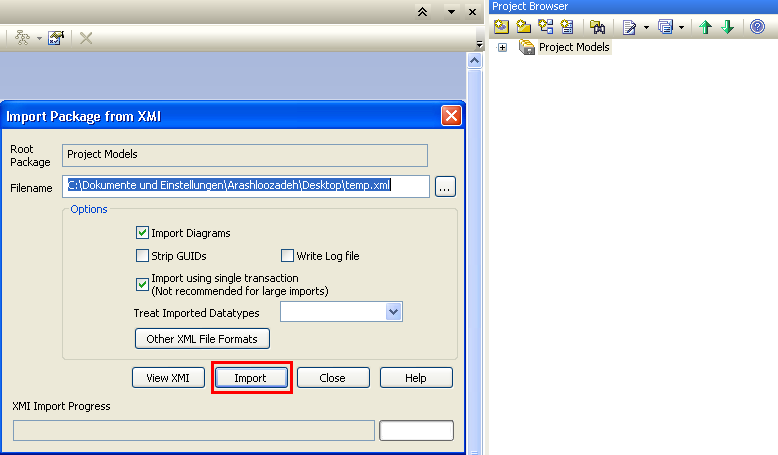 Project Browser
Project Models
Import Package from XMI
Root
Package
Project Models
Filename
C:\Dokumente und Einstellungen\Arashloozadeh\Desktop\temp.xml
...
Options
Import Diagrams
Strip GUIDs
Write Log file
Import using single transaction
(Not recommended for large imports)
Treat Imported Datatypes
Other XML File Formats
View XMI
Import
Close
Help
XMI Import Progress